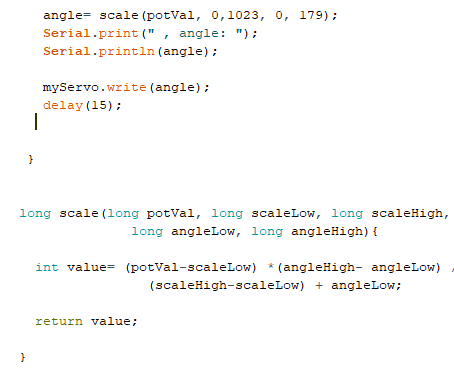 angle= scale(potVal, 0,1023, 0, 179);
Serial.print(" , angle: ");
Serial.println(angle);
myServo.write(angle);
delay(15);
}
long scale(long potVal, long scaleLow, long scaleHigh,
long angleLow, long angleHigh){
int value= (potVal-scaleLow) *(angleHigh- angleLow) /
(scaleHigh-scaleLow) + angleLow;
return value;
}